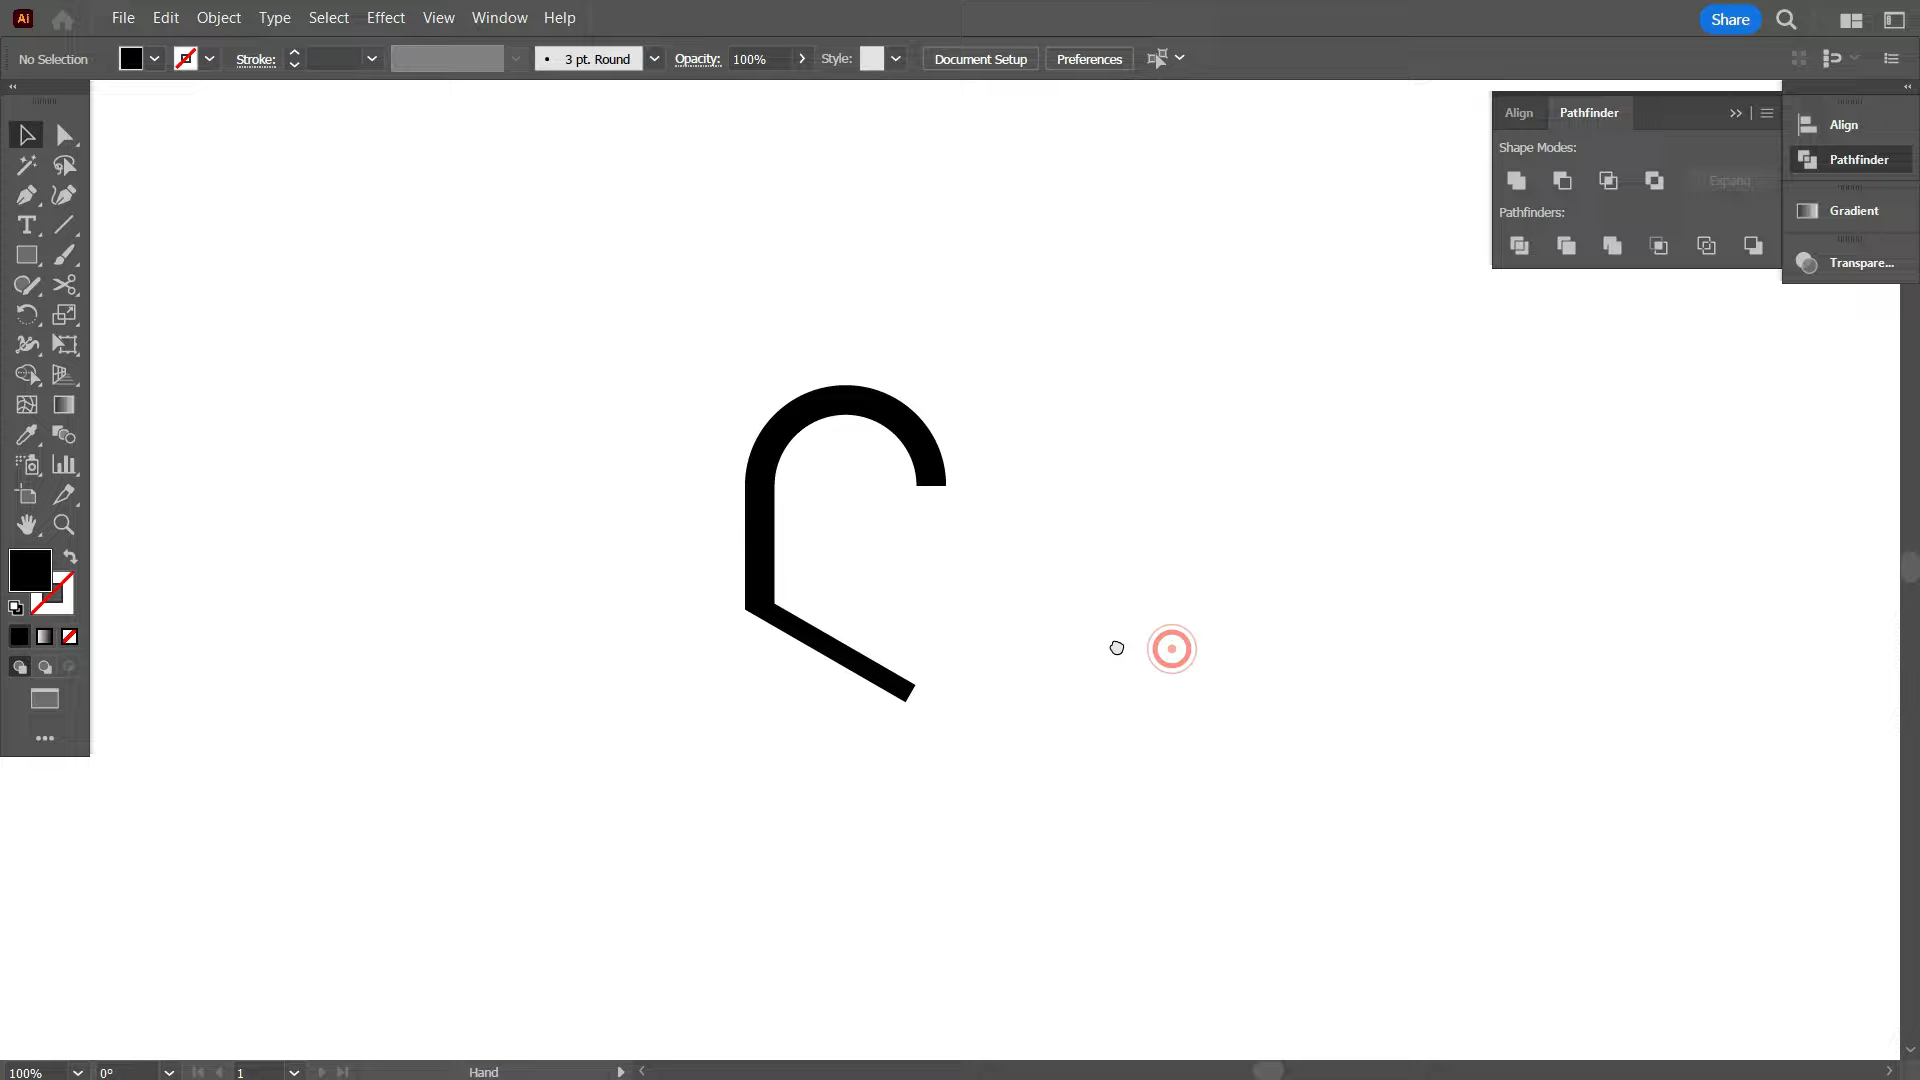 Ai File Edit Object Type Select Effect View Window Help Share
No Selection Stroke: 3 pt. Round Opacity: 100% Style: Document Setup Preferences
Align Pathfinder
Shape Modes:
Expand
Pathfinders:
Align
Pathfinder
Gradient
Transpare...
100% 0° 1 Hand